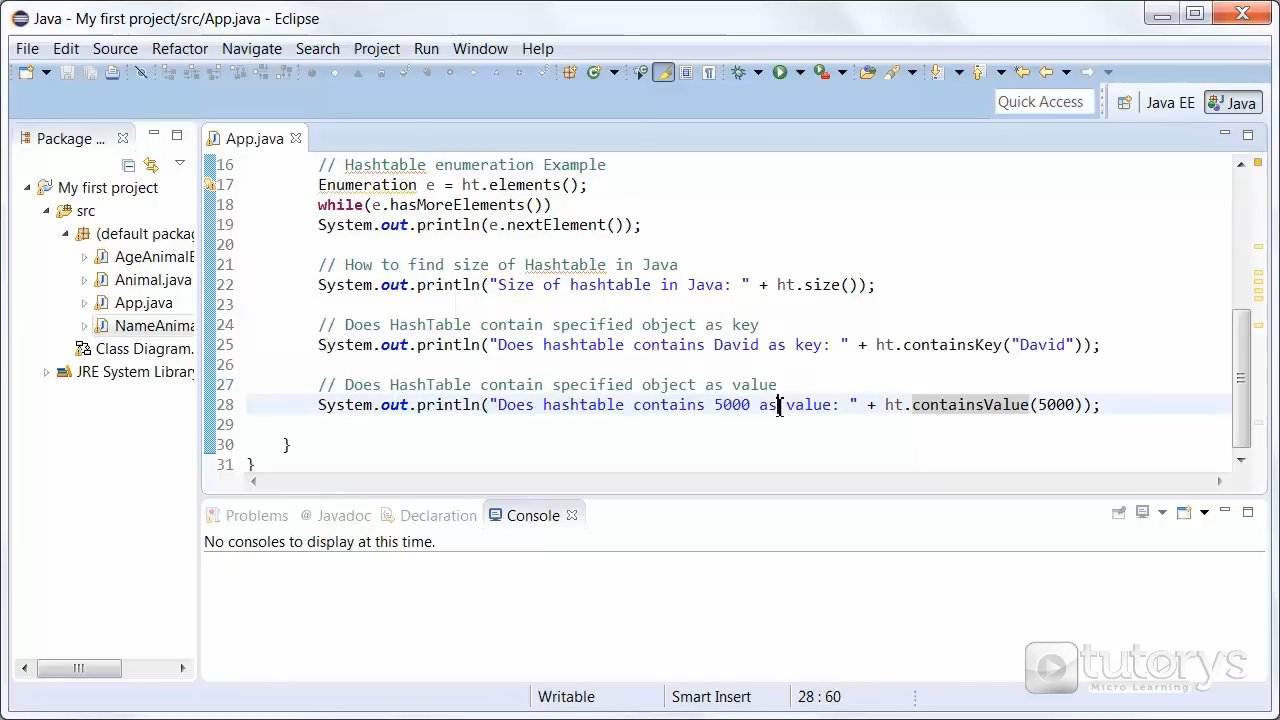 Java - My first project/src/App.java - Eclipse
File Edit Source Refactor Navigate Search Project Run Window Help
Quick Access Java EE Java
Package ... App.java
My first project
src
(default packag
AgeAnimalE
Animal.java
App.java
NameAnima
Class Diagram.
JRE System Library
16 // Hashtable enumeration Example
17 Enumeration e = ht.elements();
18 while(e.hasMoreElements())
19 System.out.println(e.nextElement());
20
21 // How to find size of Hashtable in Java
22 System.out.println("Size of hashtable in Java: " + ht.size());
23
24 // Does HashTable contain specified object as key
25 System.out.println("Does hashtable contains David as key: " + ht.containsKey("David"));
26
27 // Does HashTable contain specified object as value
28 System.out.println("Does hashtable contains 5000 as value: " + ht.containsValue(5000));
29
30 }
31 }
Problems @ Javadoc Declaration Console
No consoles to display at this time.
tutorys
Micro Learning
Writable Smart Insert 28 : 60